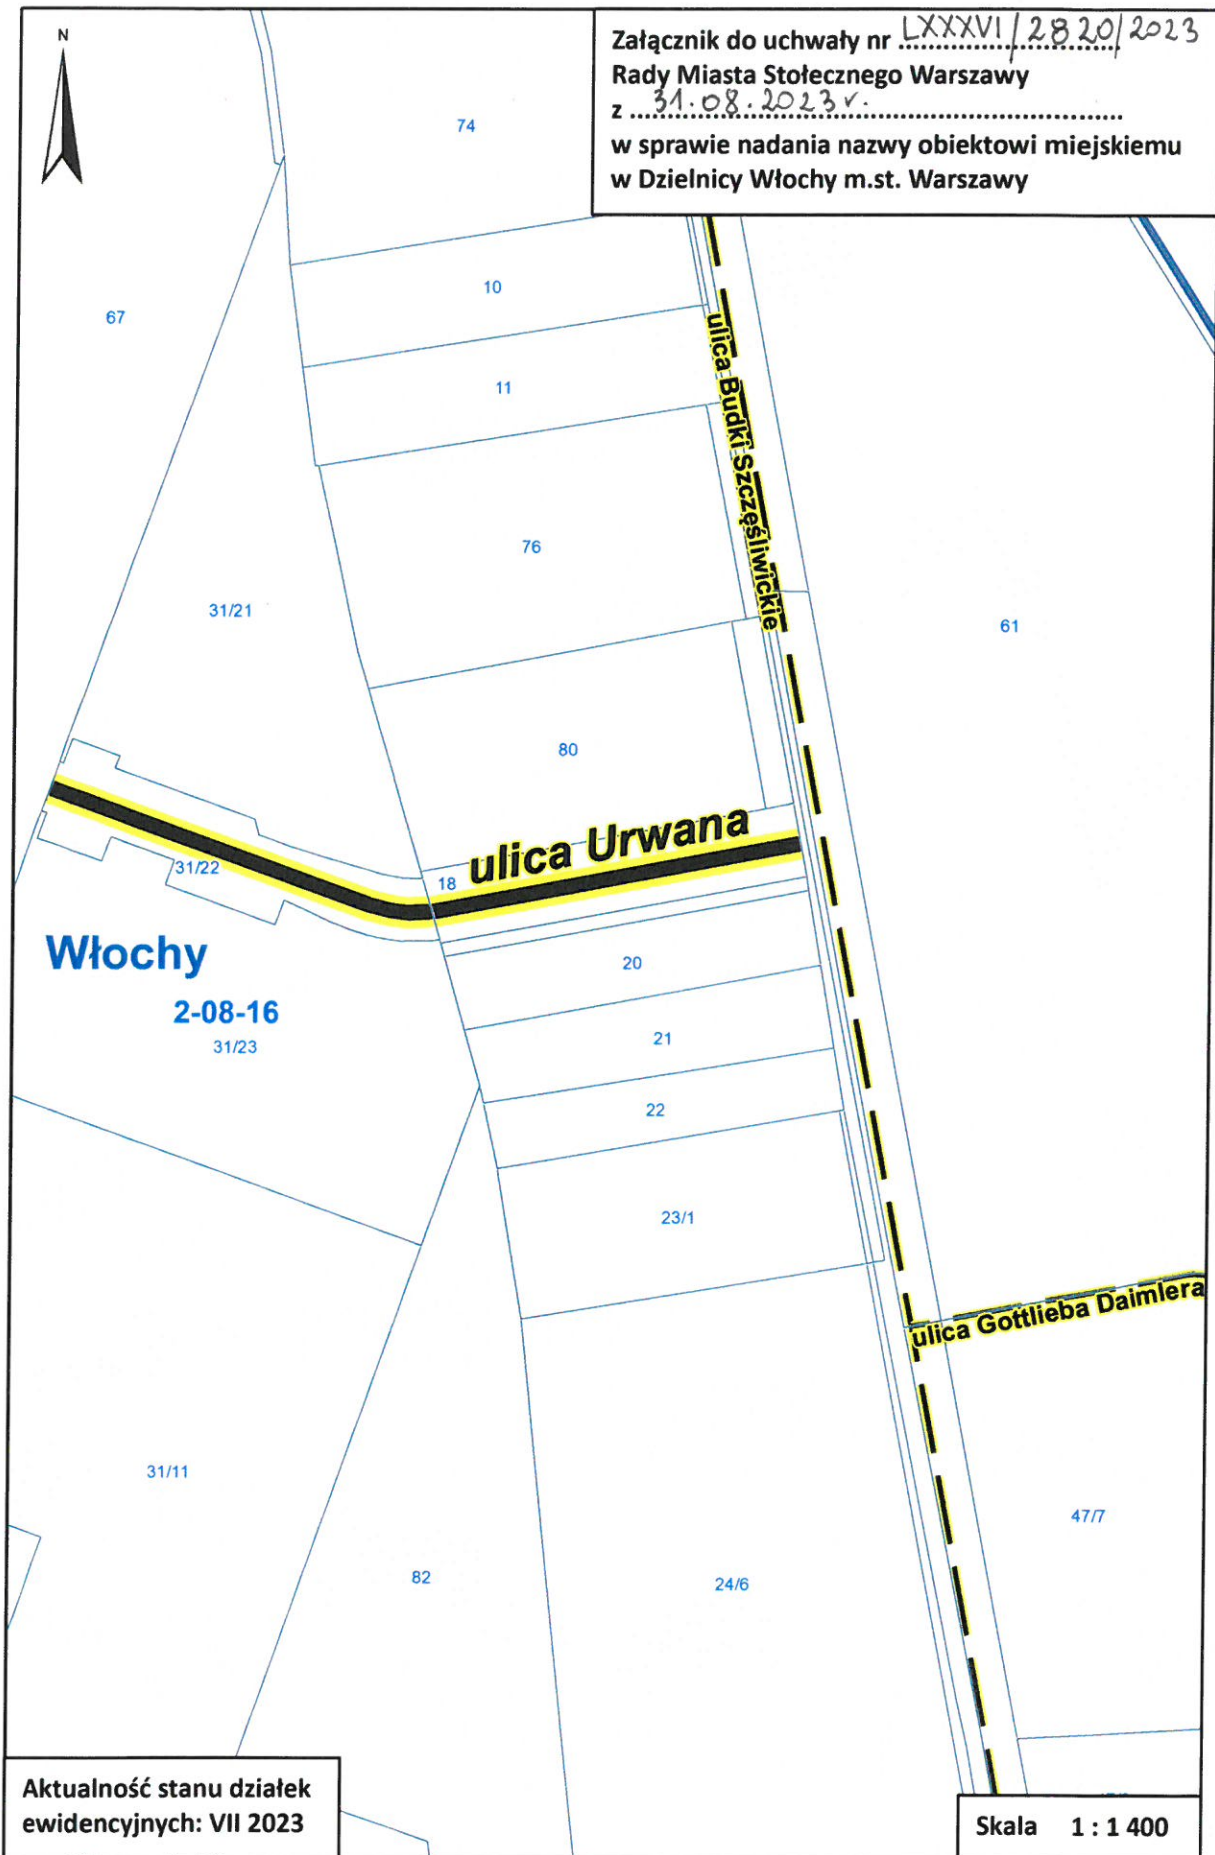 N
Załącznik do uchwały nr LXXXVI/2820/2023
Rady Miasta Stołecznego Warszawy
z 31.08.2023 r.
w sprawie nadania nazwy obiektowi miejskiemu
w Dzielnicy Włochy m.st. Warszawy
74
10
67
11
ulica Budki Szczęśliwickie
76
31/21
61
80
ulica Urwana
31/22
18
Włochy
20
2-08-16
21
31/23
22
23/1
ulica Gottlieba Daimlera
31/11
47/7
82
24/6
Aktualność stanu działek
ewidencyjnych: VII 2023
Skala 1 : 1 400